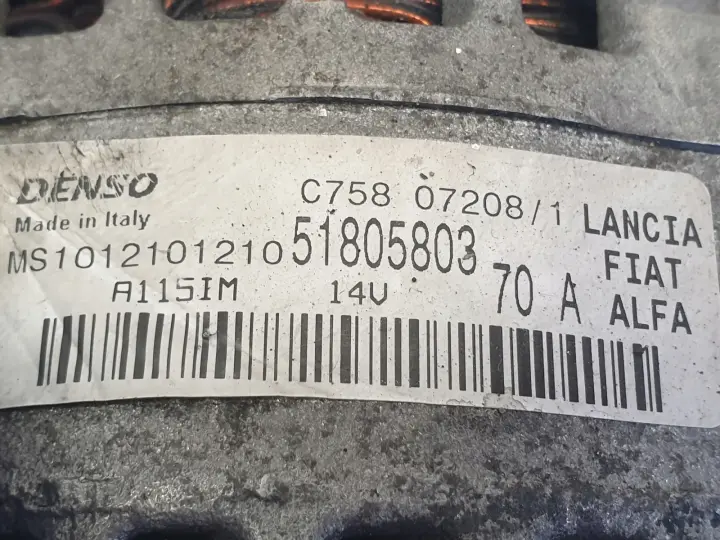 DENSO C758 07208/1 LANCIA
Made in Italy 51805803 FIAT
MS1012101210 70 A ALFA
A115IM 14V